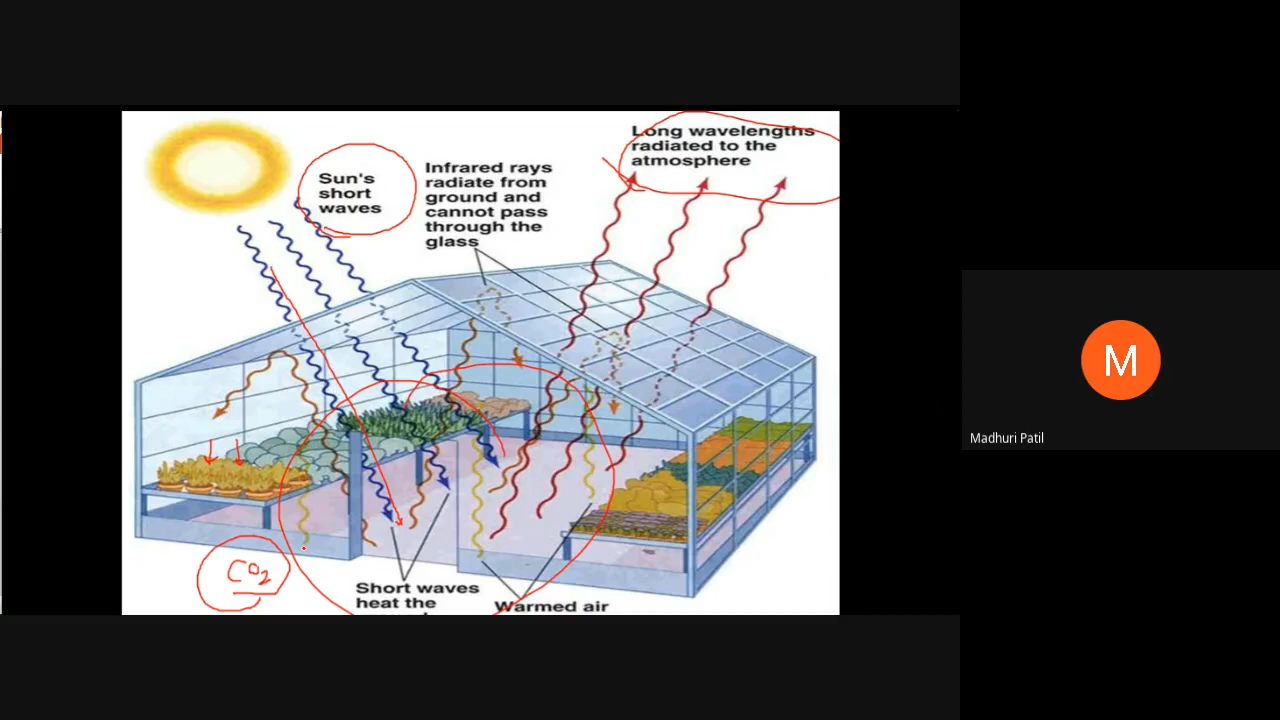 Sun's
short
waves
Infrared rays
radiate from
ground and
cannot pass
through the
glass
Long wavelengths
radiated to the
atmosphere
CO2
Short waves
heat the
Warmed air
M
Madhuri Patil